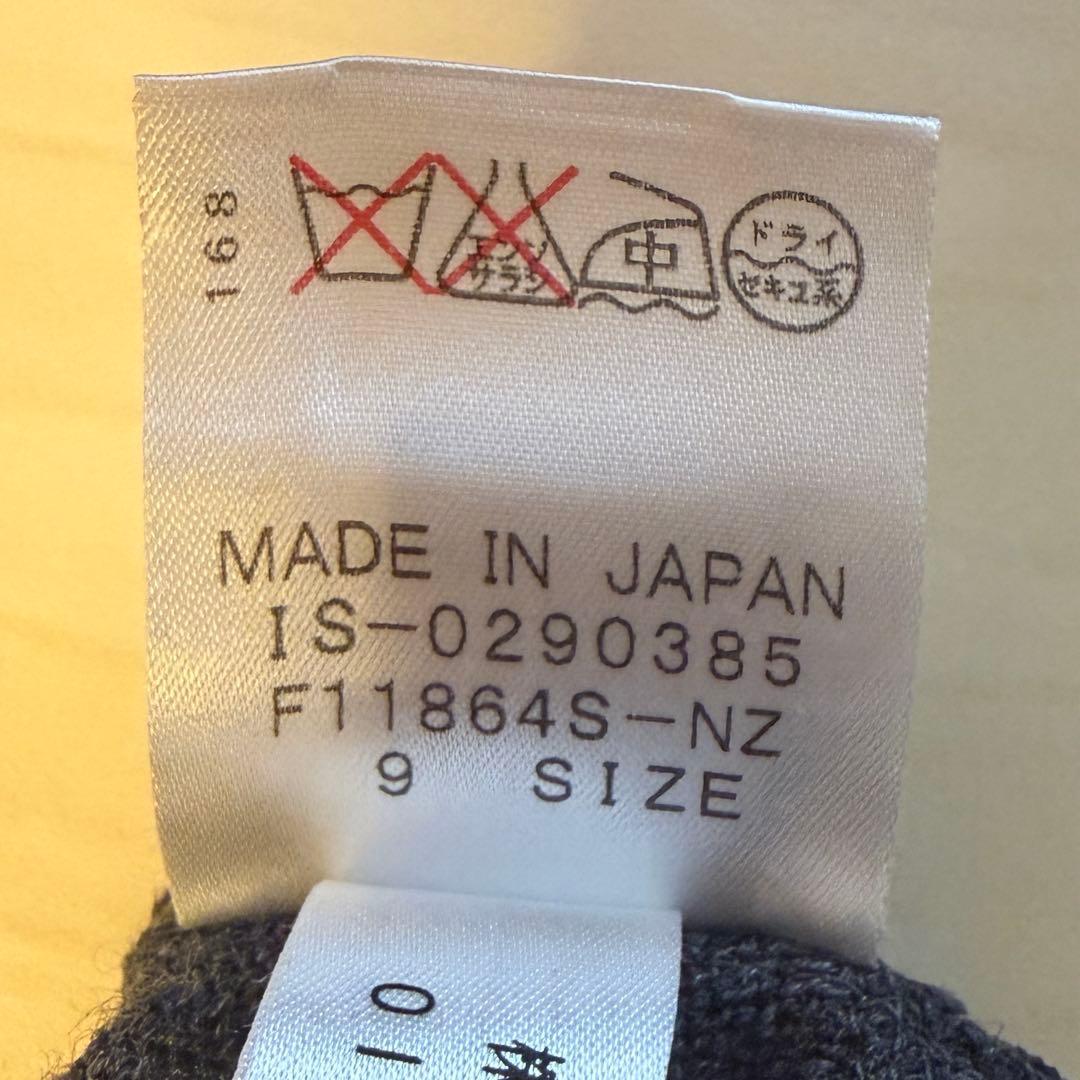 168
エンソ
サラシ
中
ドライ
セキユ系
MADE IN JAPAN
IS-0290385
F11864S-NZ
9 SIZE
10